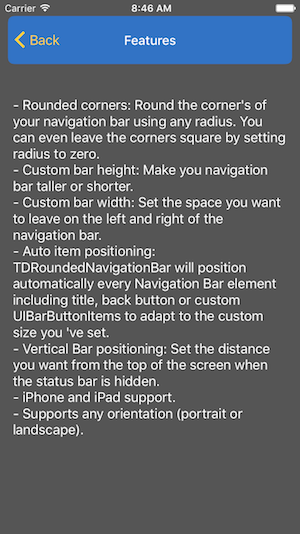 Carrier 8:46 AM
Back Features
- Rounded corners: Round the corner's of
your navigation bar using any radius. You
can even leave the corners square by setting
radius to zero.
- Custom bar height: Make you navigation
bar taller or shorter.
- Custom bar width: Set the space you want
to leave on the left and right of the
navigation bar.
- Auto item positioning:
TDRoundedNavigationBar will position
automatically every Navigation Bar element
including title, back button or custom
UIBarButtonItems to adapt to the custom
size you 've set.
- Vertical Bar positioning: Set the distance
you want from the top of the screen when
the status bar is hidden.
- iPhone and iPad support.
- Supports any orientation (portrait or
landscape).